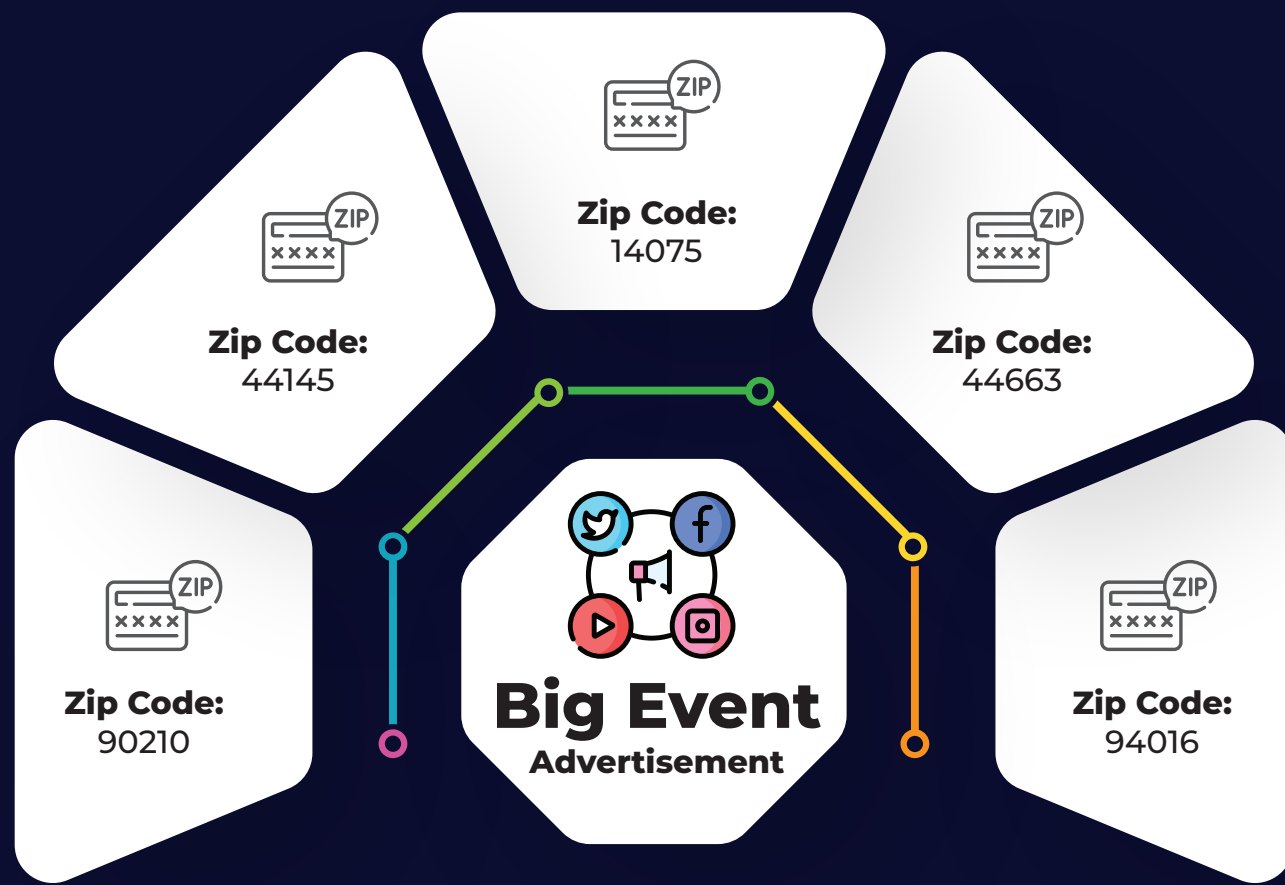 ZIP
Zip Code:
14075
ZIP
Zip Code:
44145
ZIP
Zip Code:
44663
ZIP
Zip Code:
90210
ZIP
Zip Code:
94016
Big Event
Advertisement